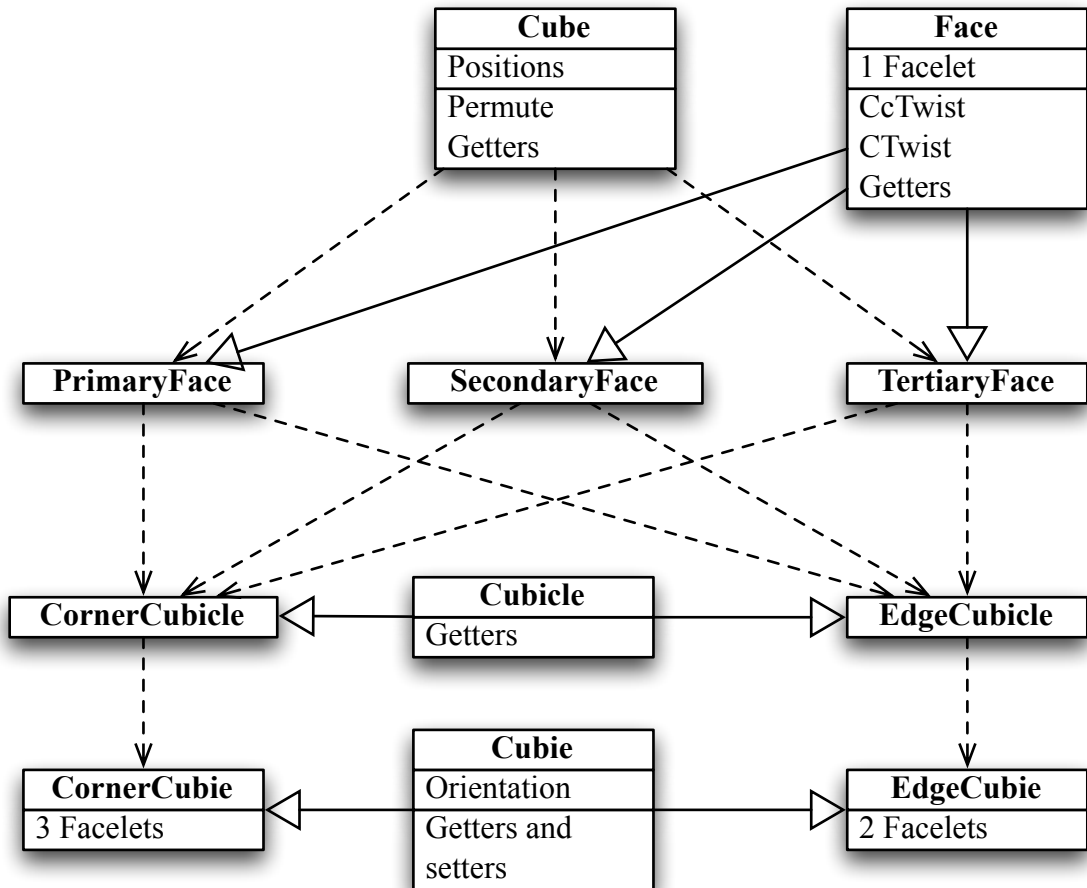 Cube
Positions
Permute
Getters
Face
1 Facelet
CcTwist
CTwist
Getters
PrimaryFace
SecondaryFace
TertiaryFace
CornerCubicle
Cubicle
Getters
EdgeCubicle
CornerCubie
3 Facelets
Cubie
Orientation
Getters and
setters
EdgeCubie
2 Facelets